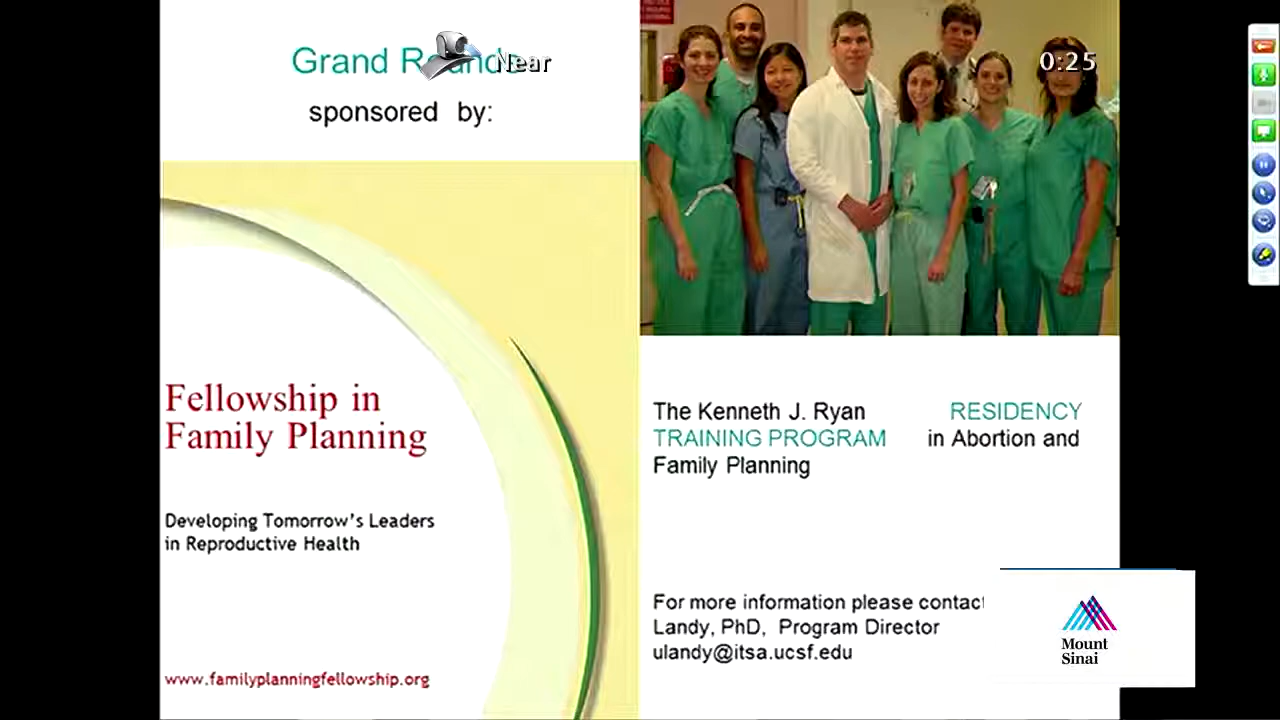 Grand Rounds
Near
sponsored by:
0:25
Fellowship in
Family Planning
Developing Tomorrow's Leaders
in Reproductive Health
www.familyplanningfellowship.org
The Kenneth J. Ryan RESIDENCY
TRAINING PROGRAM in Abortion and
Family Planning
For more information please contact
Landy, PhD, Program Director
ulandy@itsa.ucsf.edu
Mount
Sinai